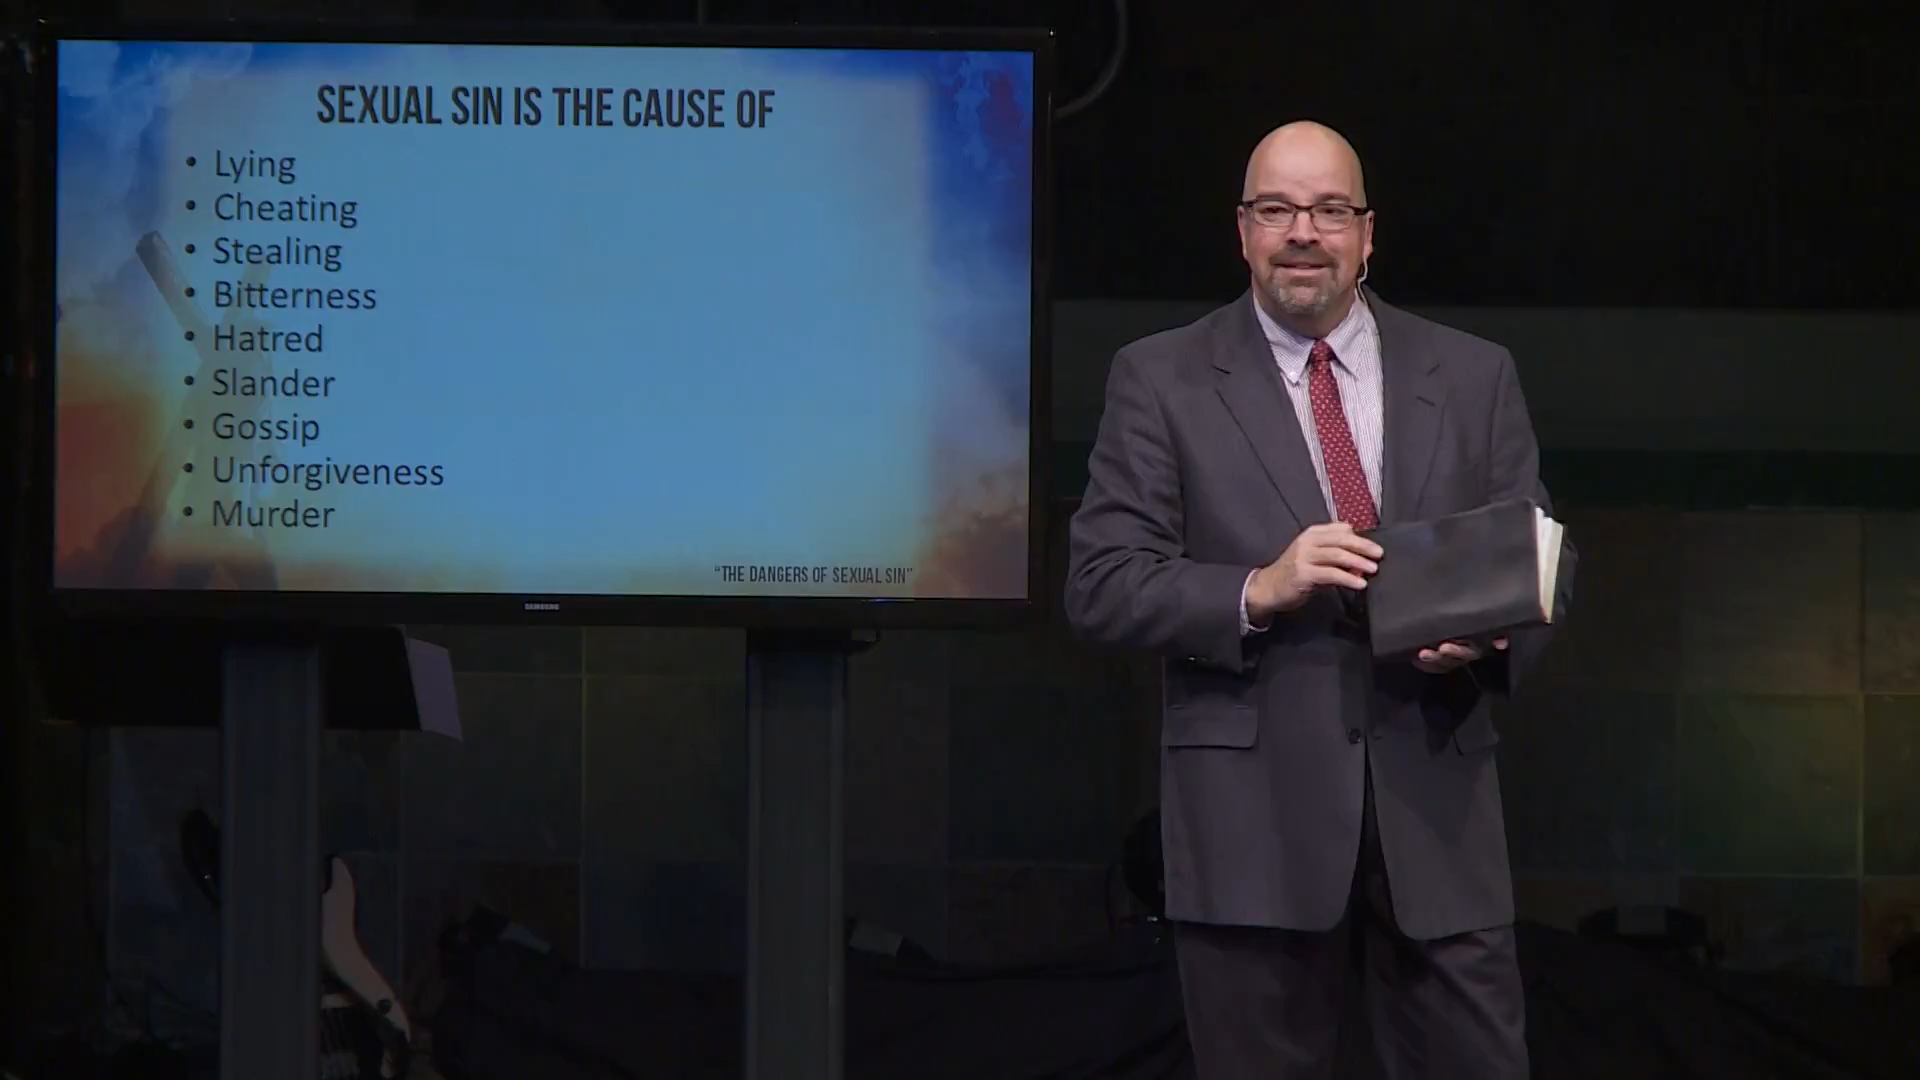 SEXUAL SIN IS THE CAUSE OF
• Lying
• Cheating
• Stealing
• Bitterness
• Hatred
• Slander
• Gossip
• Unforgiveness
• Murder
“THE DANGERS OF SEXUAL SIN”
SAMSUNG